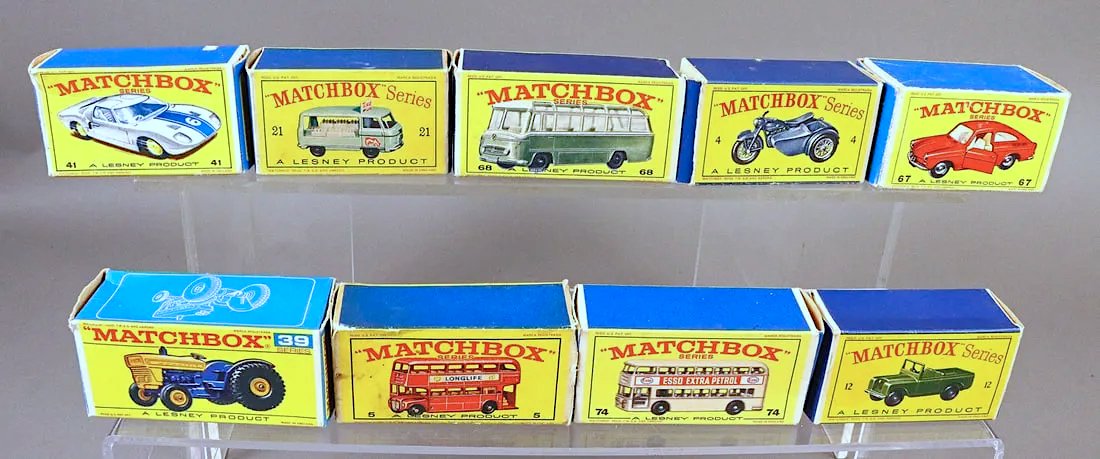 "MATCHBOX"
SERIES
6
41 41
A LESNEY PRODUCT
"MATCHBOX" Series
21 21
A LESNEY PRODUCT
"MATCHBOX"
SERIES
68 68
A LESNEY PRODUCT
"MATCHBOX" Series
4 4
A LESNEY PRODUCT
"MATCHBOX"
SERIES
67 67
A LESNEY PRODUCT
"MATCHBOX" 39
SERIES
A LESNEY PRODUCT
"MATCHBOX"
SERIES
LONGLIFE
5 5
A LESNEY PRODUCT
"MATCHBOX"
SERIES
Esso ESSO EXTRA PETROL Esso
74 74
A LESNEY PRODUCT
"MATCHBOX" Series
12 12
A LESNEY PRODUCT